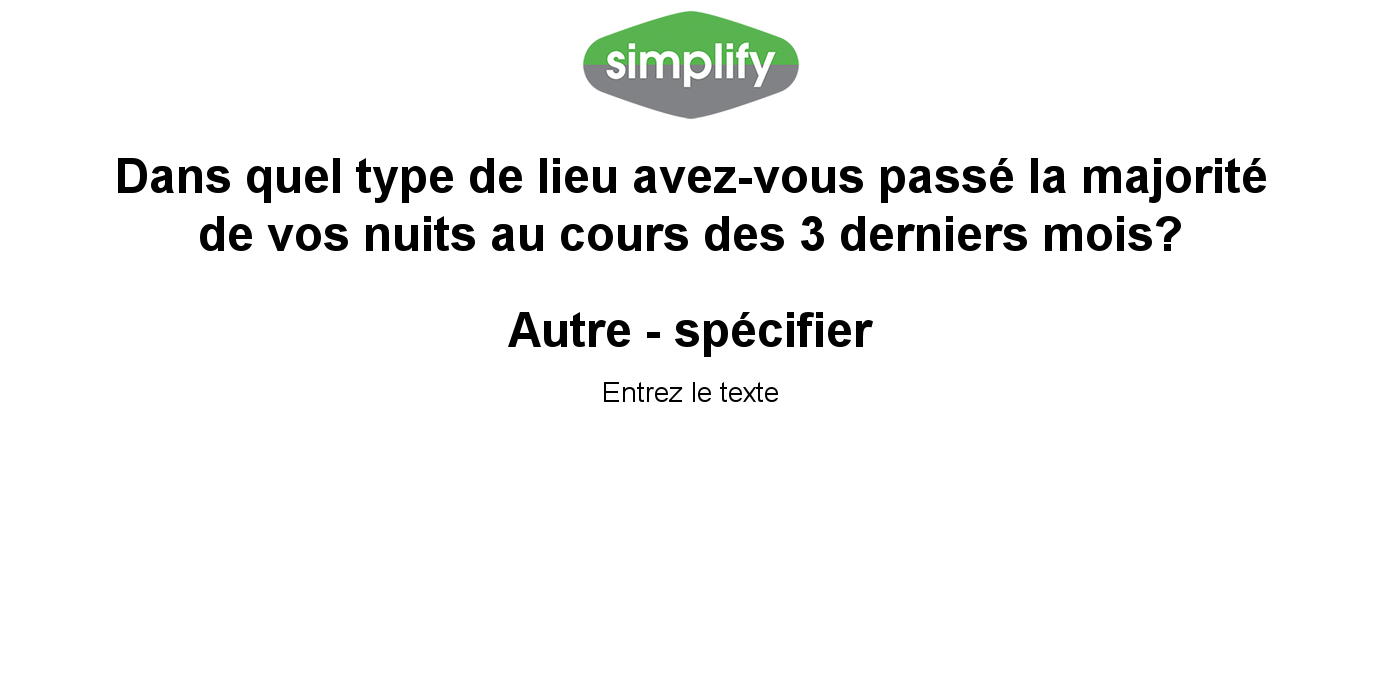 simplify
Dans quel type de lieu avez-vous passé la majorité
de vos nuits au cours des 3 derniers mois?
Autre - spécifier
Entrez le texte